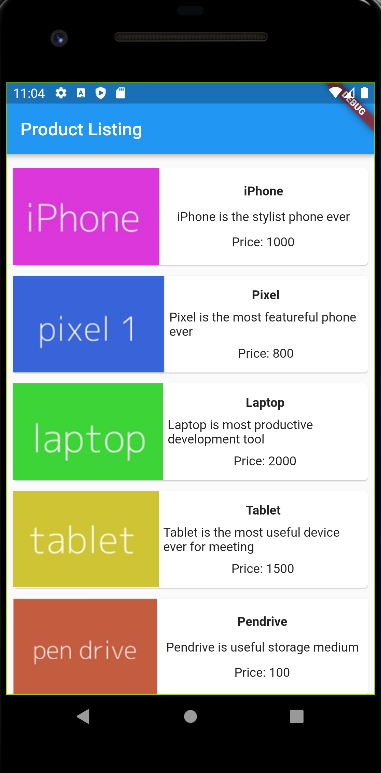 11:04
DEBUG
Product Listing
iPhone
iPhone
iPhone is the stylist phone ever
Price: 1000
pixel 1
Pixel
Pixel is the most featureful phone
ever
Price: 800
laptop
Laptop
Laptop is most productive
development tool
Price: 2000
tablet
Tablet
Tablet is the most useful device
ever for meeting
Price: 1500
pen drive
Pendrive
Pendrive is useful storage medium
Price: 100